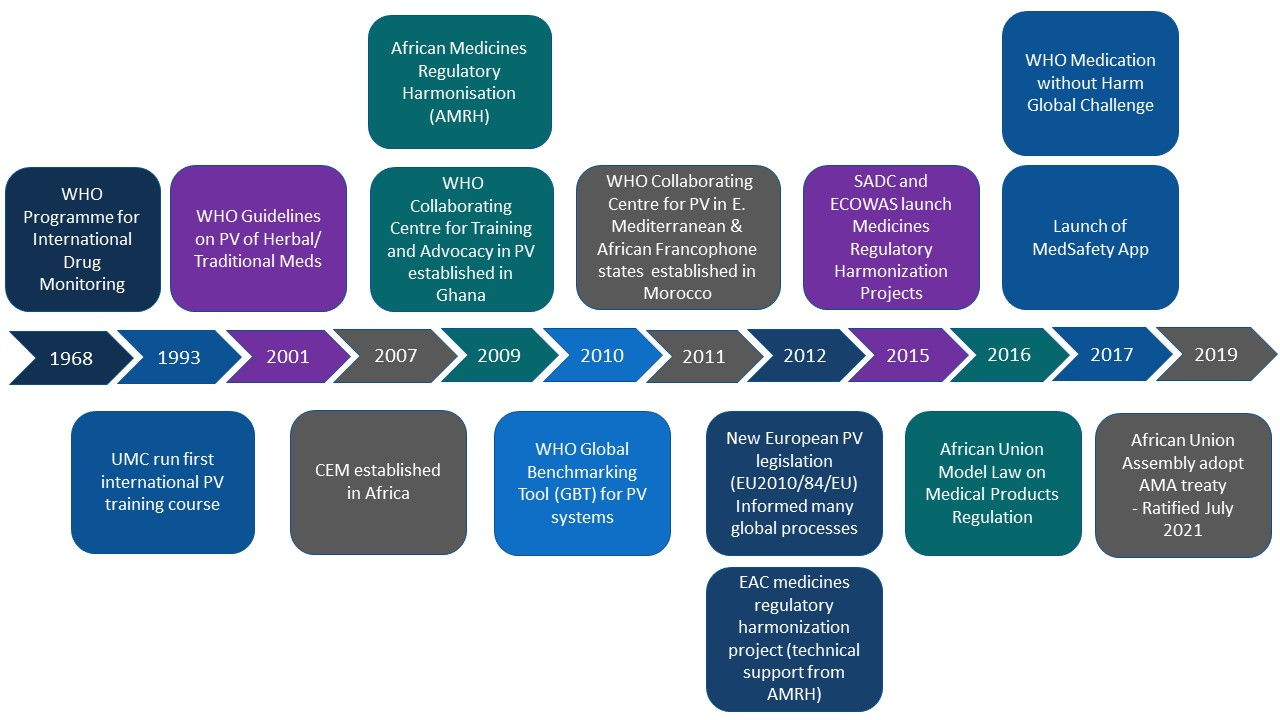 African Medicines
Regulatory
Harmonisation
(AMRH)
WHO Medication
without Harm
Global Challenge
WHO
Programme for
International
Drug
Monitoring
WHO Guidelines
on PV of Herbal/
Traditional Meds
WHO
Collaborating
Centre for Training
and Advocacy in PV
established in
Ghana
WHO Collaborating
Centre for PV in E.
Mediterranean &
African Francophone
states established in
Morocco
SADC and
ECOWAS launch
Medicines
Regulatory
Harmonization
Projects
Launch of
MedSafety App
1968
1993
2001
2007
2009
2010
2011
2012
2015
2016
2017
2019
UMC run first
international PV
training course
CEM established
in Africa
WHO Global
Benchmarking
Tool (GBT) for PV
systems
New European PV
legislation
(EU2010/84/EU)
Informed many
global processes
African Union
Model Law on
Medical Products
Regulation
African Union
Assembly adopt
AMA treaty
- Ratified July
2021
EAC medicines
regulatory
harmonization
project (technical
support from
AMRH)